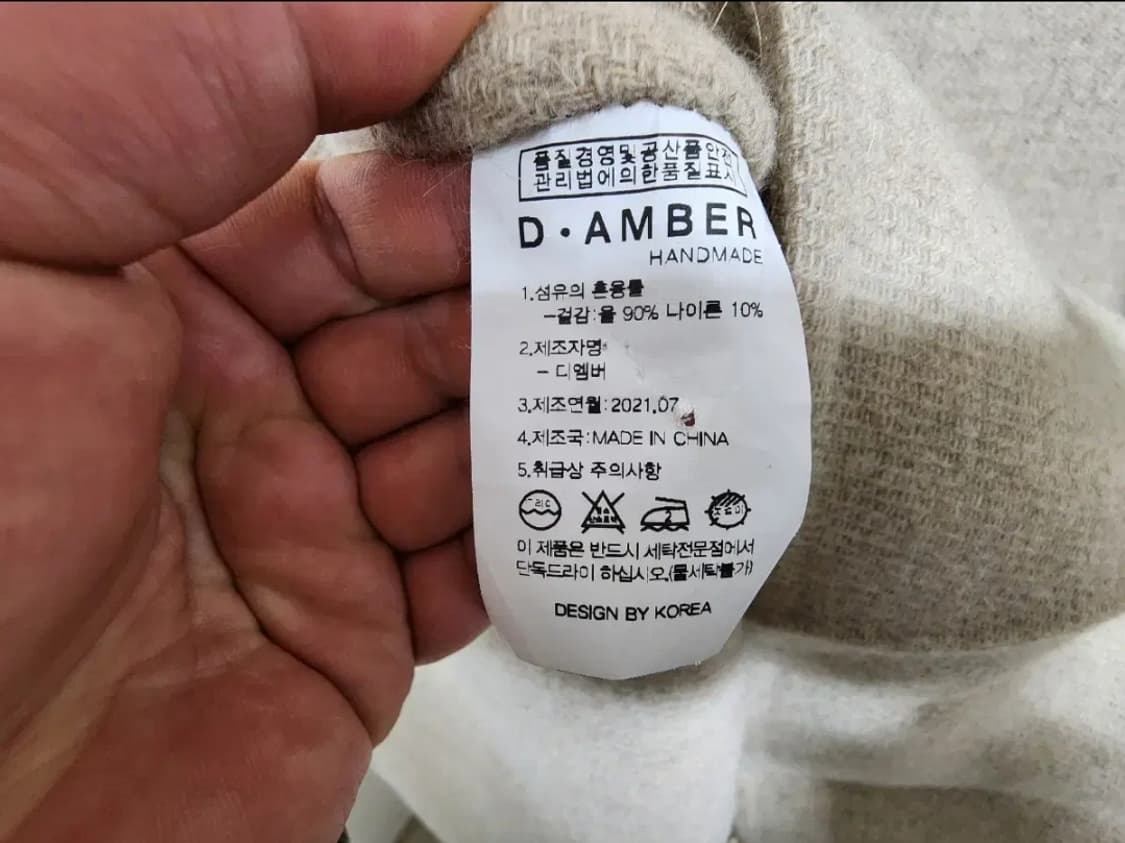 품질경영및공산품안전
관리법에의한품질표시
D·AMBER
HANDMADE
1.섬유의 혼용률
-겉감:울 90% 나이론 10%
2.제조자명
- 디엠버
3.제조연월:2021.07
4.제조국:MADE IN CHINA
5.취급상 주의사항
드라이
이 제품은 반드시 세탁전문점에서
단독드라이 하십시오.(물세탁불가)
DESIGN BY KOREA